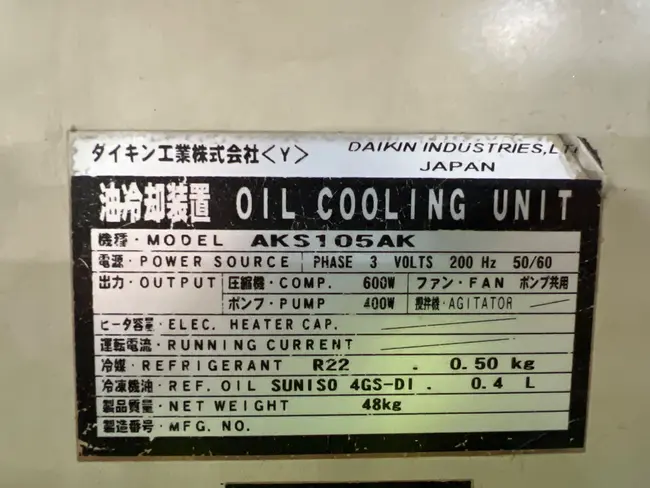 ダイキン工業株式会社<Y> DAIKIN INDUSTRIES,LT
JAPAN
油冷却装置 OIL COOLING UNIT
機種・MODEL AKS105AK
電源・POWER SOURCE PHASE 3 VOLTS 200 Hz 50/60
出力・OUTPUT 圧縮機・COMP. 600W ファン・FAN ポンプ共用
ポンプ・PUMP 400W 撹拌機・AGITATOR
ヒータ容量・ELEC. HEATER CAP.
運転電流・RUNNING CURRENT
冷媒・REFRIGERANT R22 . 0.50 kg
冷凍機油・REF. OIL SUNISO 4GS-DI . 0.4 L
製品質量・NET WEIGHT 48kg
製造番号・MFG. NO.